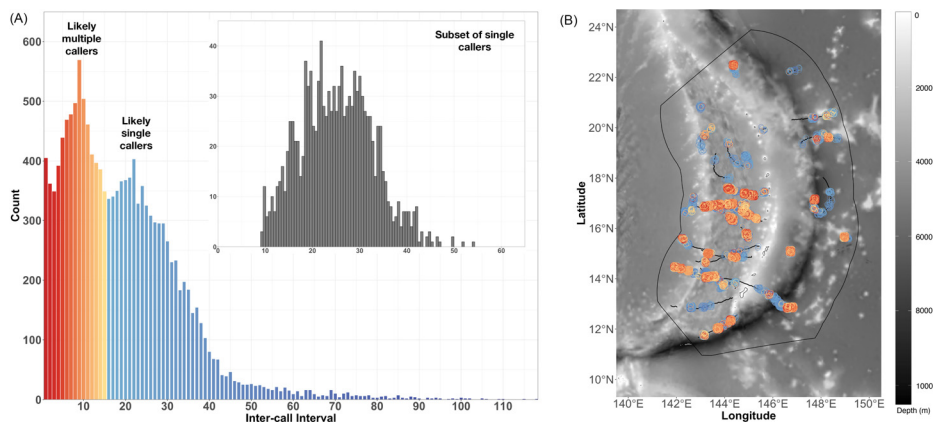 (A)
Likely
multiple
callers
Likely
single
callers
Subset of single
callers
600
500
400
300
200
100
0
Count
10 20 30 40 50 60 70 80 90 100 110
Inter-call Interval
40
30
20
10
0
0 10 20 30 40 50 60
(B)
24°N
22°N
20°N
18°N
16°N
14°N
12°N
10°N
Latitude
140°E 142°E 144°E 146°E 148°E 150°E
Longitude
0
2000
4000
6000
8000
1000
Depth (m)